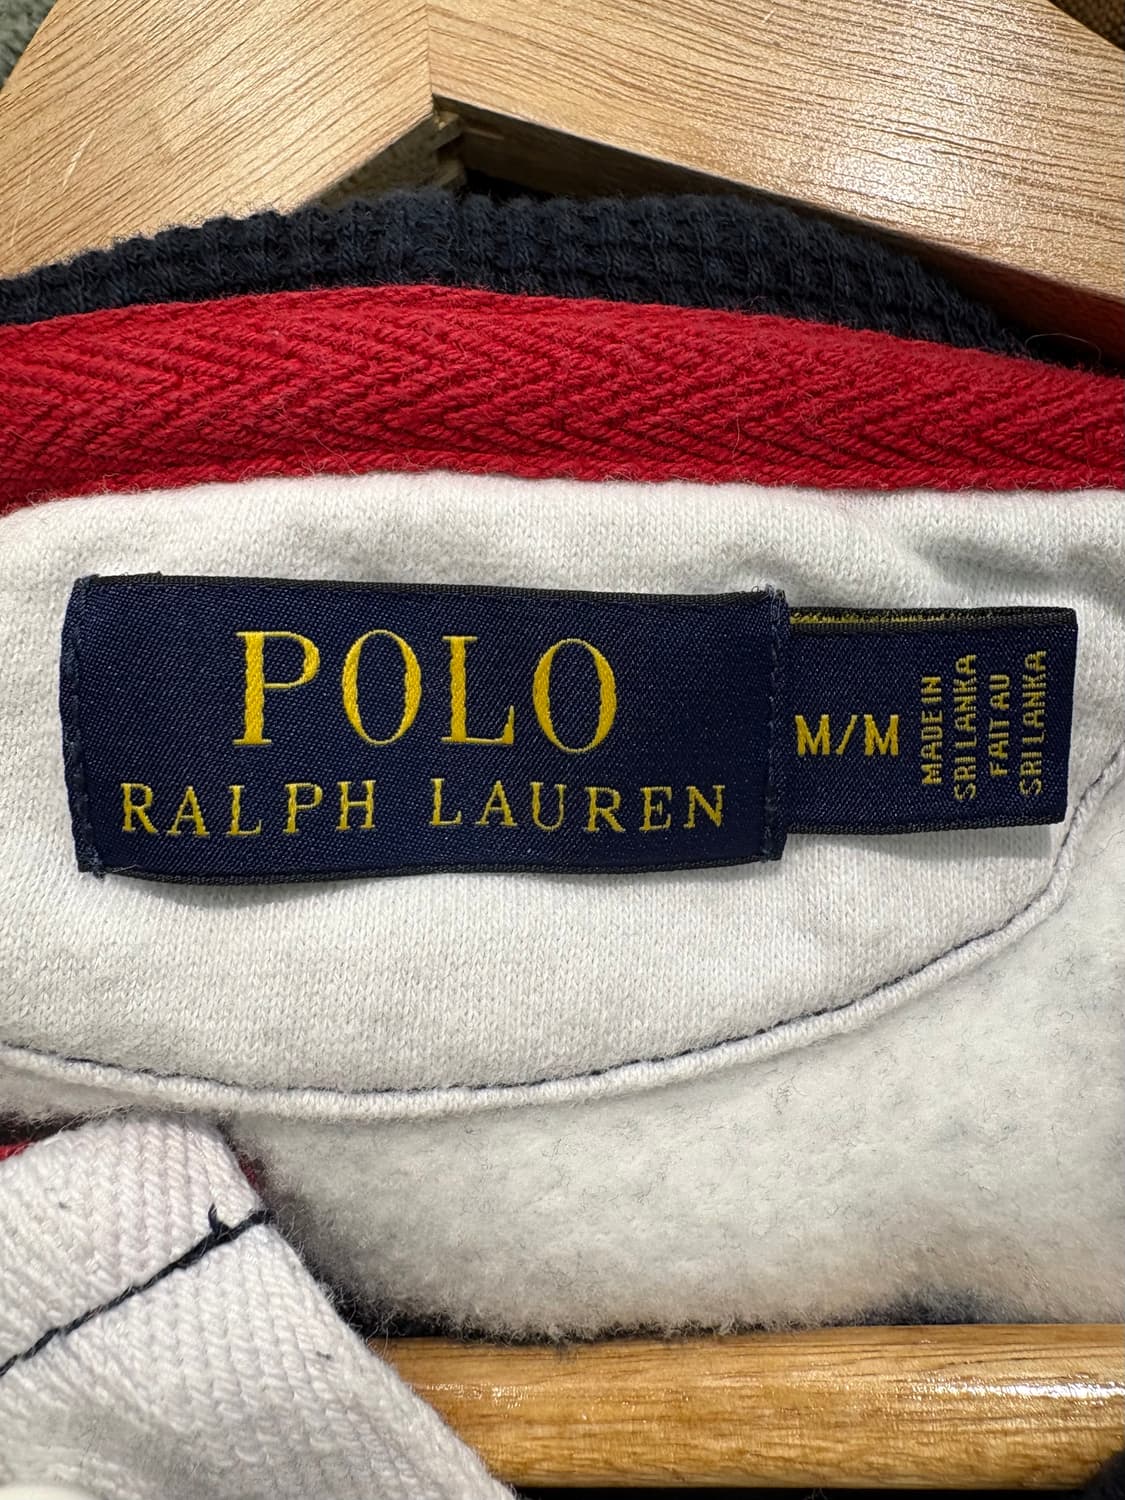 POLO
RALPH LAUREN
M/M
MADE IN
SRI LANKA
FAIT AU
SRI LANKA